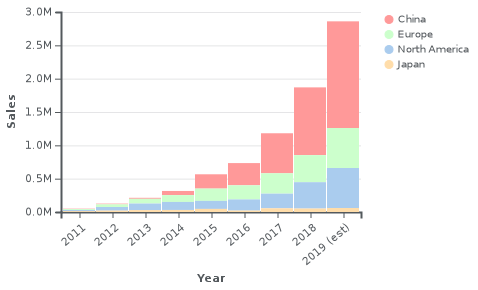 3.0M
2.5M
2.0M
1.5M
1.0M
0.5M
0.0M
Sales
2011
2012
2013
2014
2015
2016
2017
2018
2019 (est)
Year
China
Europe
North America
Japan